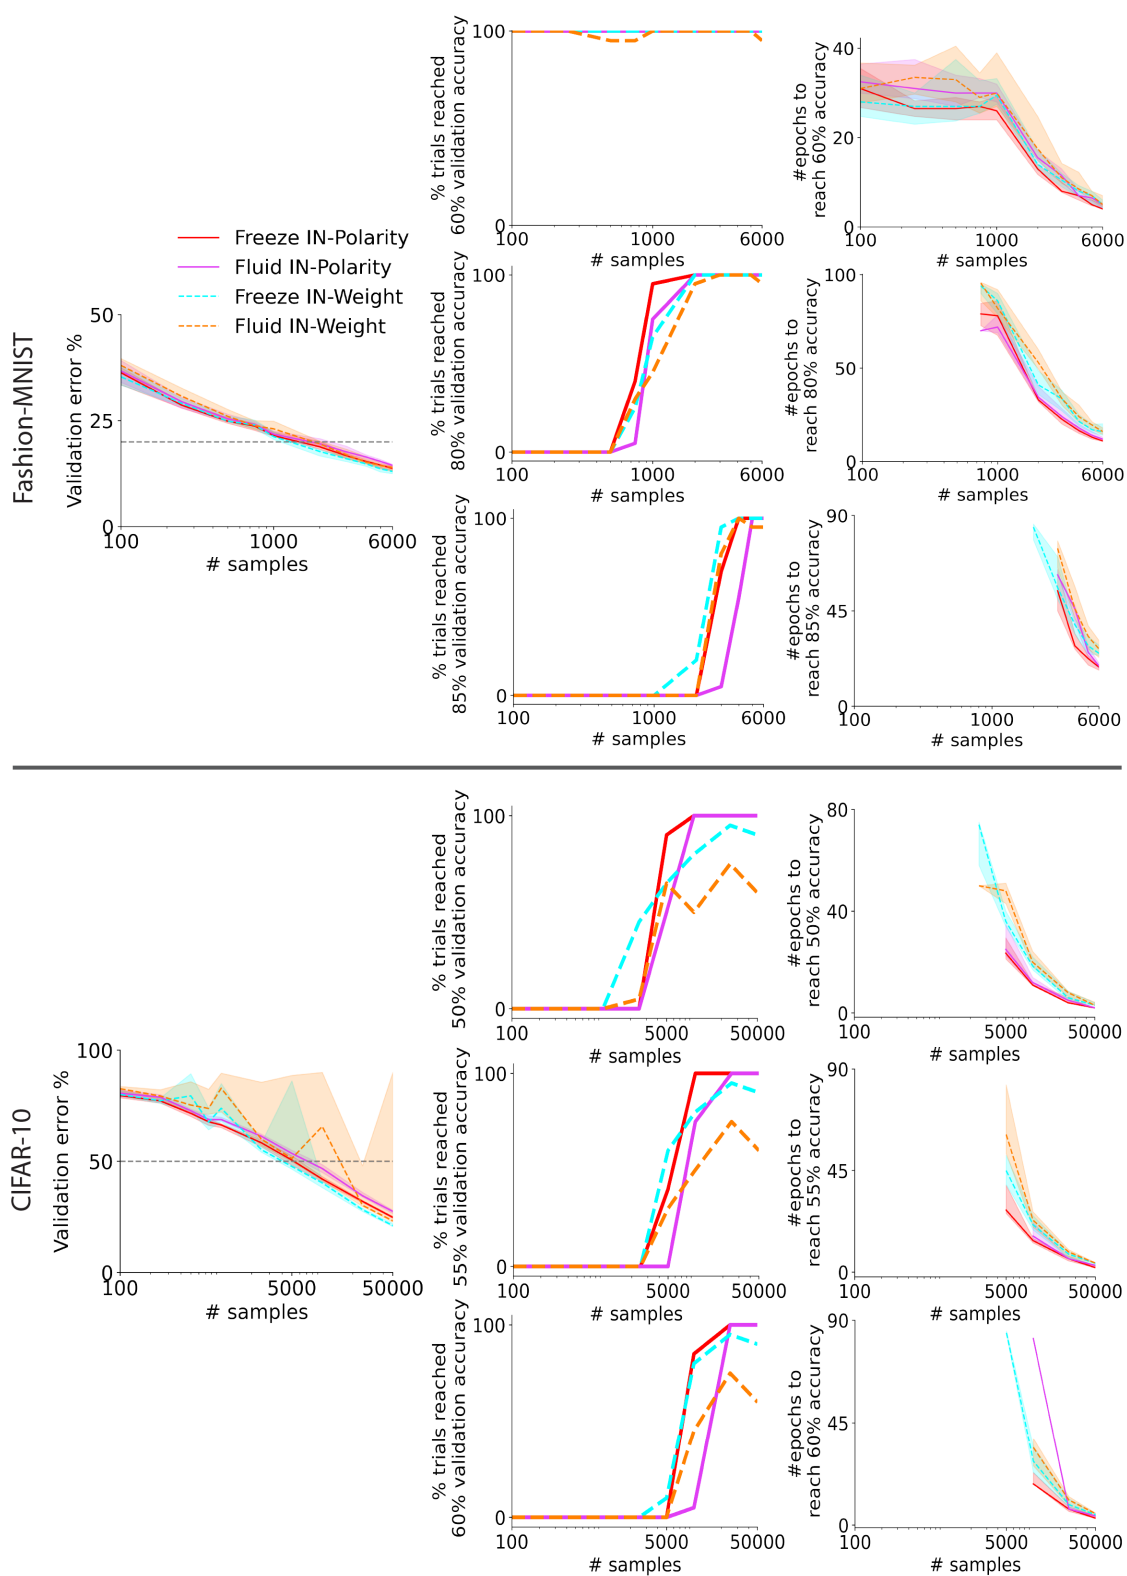 Fashion-MNIST
Freeze IN-Polarity
Fluid IN-Polarity
Freeze IN-Weight
Fluid IN-Weight
Validation error %
50
25
0
100
1000
6000
# samples
% trials reached
60% validation accuracy
100
0
100
1000
6000
# samples
#epochs to
reach 60% accuracy
40
20
0
100
1000
6000
# samples
% trials reached
80% validation accuracy
100
0
100
1000
6000
# samples
#epochs to
reach 80% accuracy
100
50
0
100
1000
6000
# samples
% trials reached
85% validation accuracy
100
0
100
1000
6000
# samples
#epochs to
reach 85% accuracy
90
45
0
100
1000
6000
# samples
CIFAR-10
Validation error %
100
50
0
100
5000
50000
# samples
% trials reached
50% validation accuracy
100
0
100
5000
50000
# samples
#epochs to
reach 50% accuracy
80
40
0
100
5000
50000
# samples
% trials reached
55% validation accuracy
100
0
100
5000
50000
# samples
#epochs to
reach 55% accuracy
90
45
0
100
5000
50000
# samples
% trials reached
60% validation accuracy
100
0
100
5000
50000
# samples
#epochs to
reach 60% accuracy
90
45
0
100
5000
50000
# samples